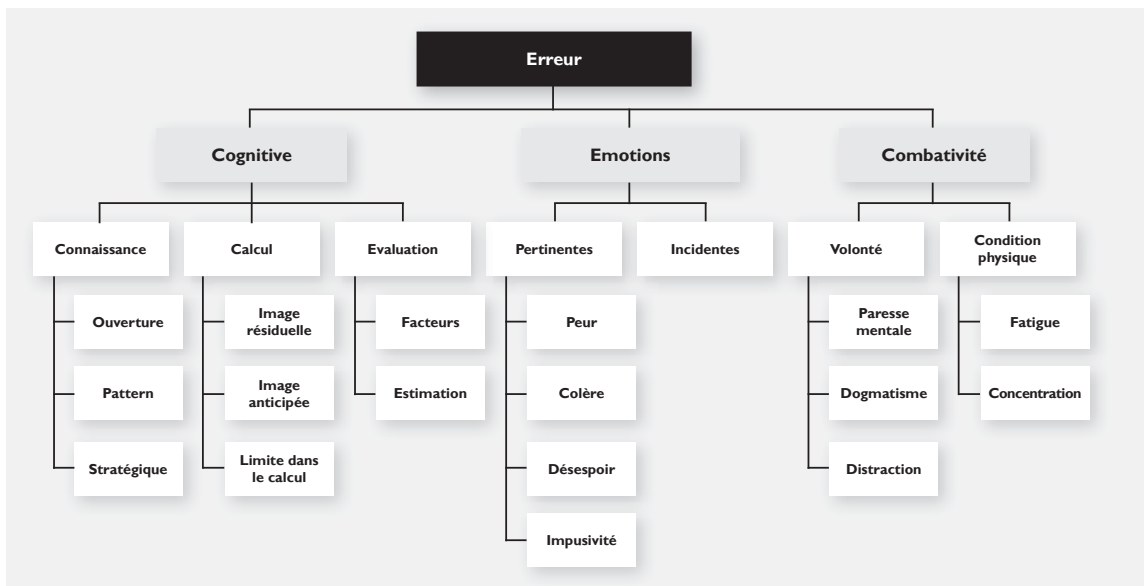 Erreur
Cognitive
Emotions
Combativité
Connaissance
Calcul
Evaluation
Pertinentes
Incidentes
Volonté
Condition
physique
Ouverture
Image
résiduelle
Facteurs
Peur
Paresse
mentale
Fatigue
Pattern
Image
anticipée
Estimation
Colère
Dogmatisme
Concentration
Stratégique
Limite dans
le calcul
Désespoir
Distraction
Impusivité